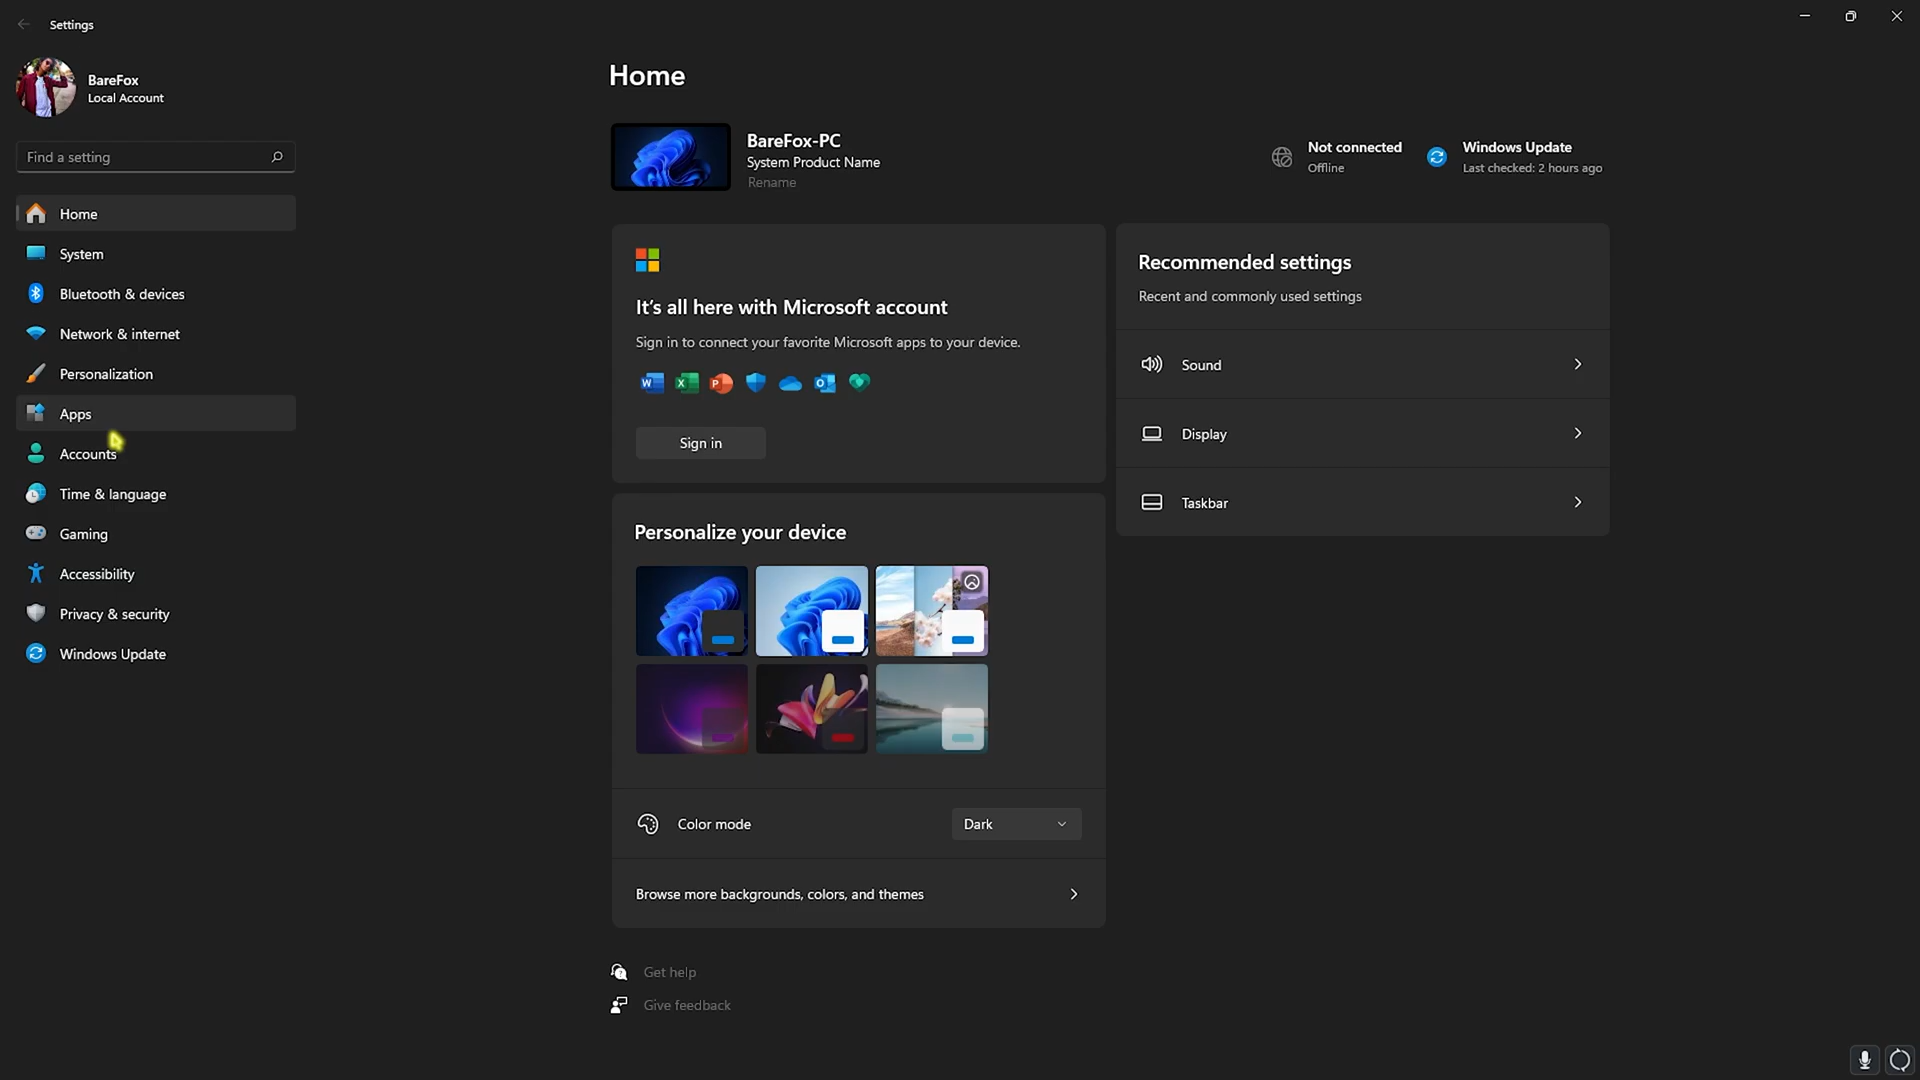 Settings
BareFox
Local Account
Find a setting
Home
System
Bluetooth & devices
Network & internet
Personalization
Apps
Accounts
Time & language
Gaming
Accessibility
Privacy & security
Windows Update
Home
BareFox-PC
System Product Name
Rename
Not connected
Offline
Windows Update
Last checked: 2 hours ago
It's all here with Microsoft account
Sign in to connect your favorite Microsoft apps to your device.
Sign in
Recommended settings
Recent and commonly used settings
Sound
Display
Taskbar
Personalize your device
Color mode
Dark
Browse more backgrounds, colors, and themes
Get help
Give feedback